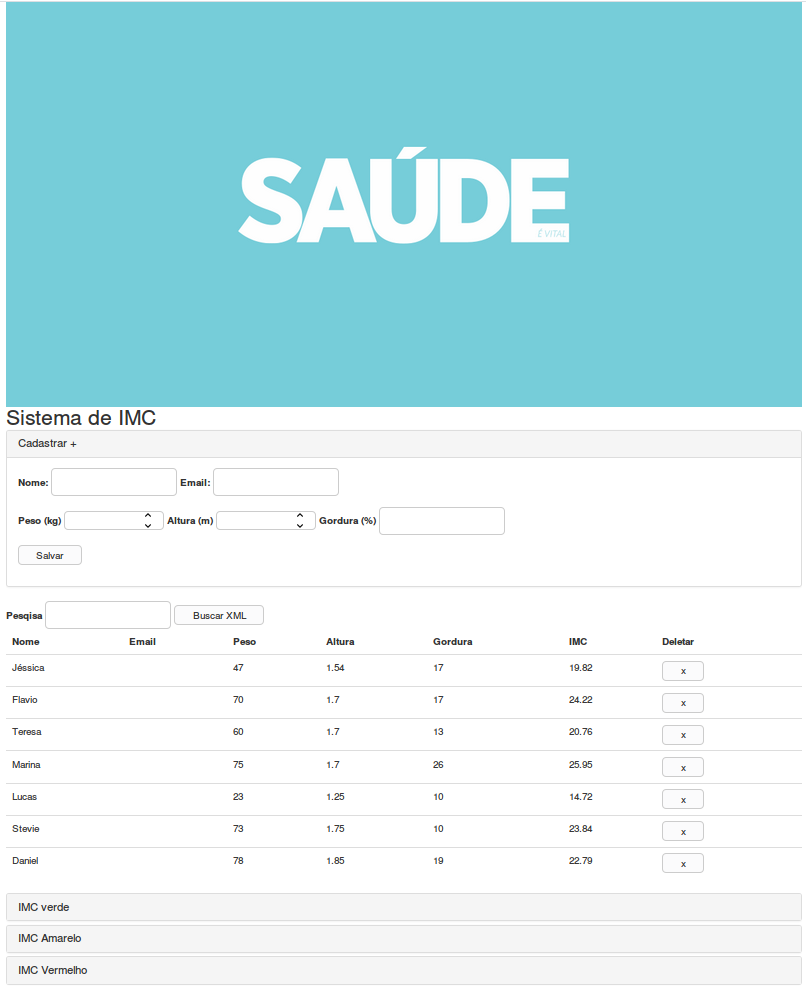 SAÚDE
É VITAL
Sistema de IMC
Cadastrar +
Nome: Email:
Peso (kg) Altura (m) Gordura (%)
Salvar
Pesqisa Buscar XML
Nome Email Peso Altura Gordura IMC Deletar
Jéssica 47 1.54 17 19.82 x
Flavio 70 1.7 17 24.22 x
Teresa 60 1.7 13 20.76 x
Marina 75 1.7 26 25.95 x
Lucas 23 1.25 10 14.72 x
Stevie 73 1.75 10 23.84 x
Daniel 78 1.85 19 22.79 x
IMC verde
IMC Amarelo
IMC Vermelho